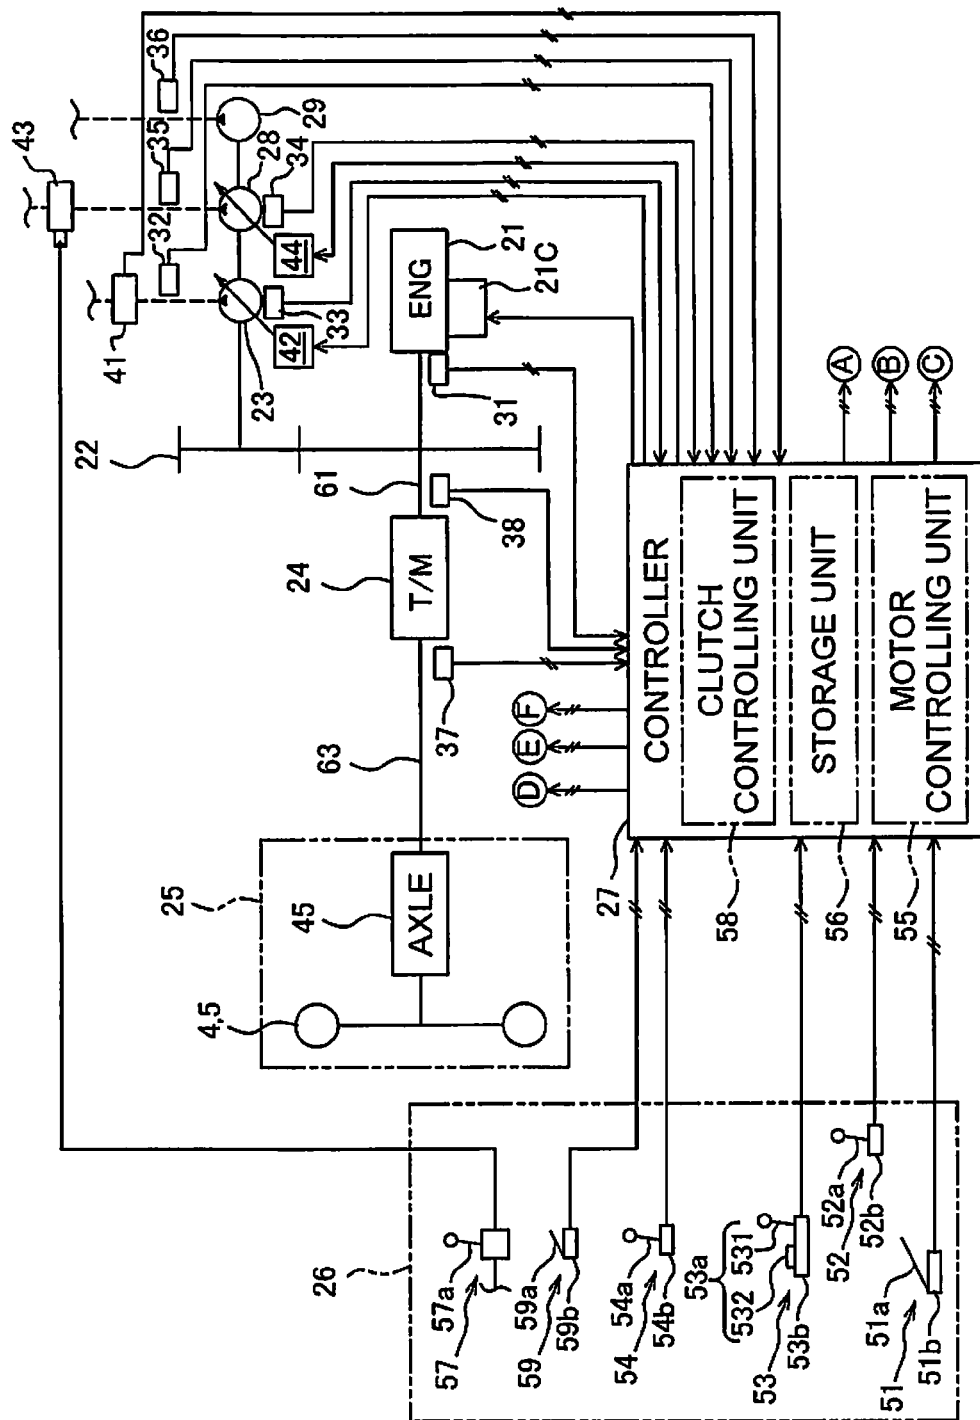 43
36
35
32
41
29
28
34
44
33
42
23
22
ENG
21
21C
31
61
38
24
T/M
37
63
25
45
AXLE
4,5
A
B
C
D
E
F
27
CONTROLLER
CLUTCH
CONTROLLING UNIT
STORAGE UNIT
MOTOR
CONTROLLING UNIT
58
56
55
26
57a
57
59a
59
59b
54a
54
54b
53a
531
532
53
53b
52a
52
52b
51a
51
51b